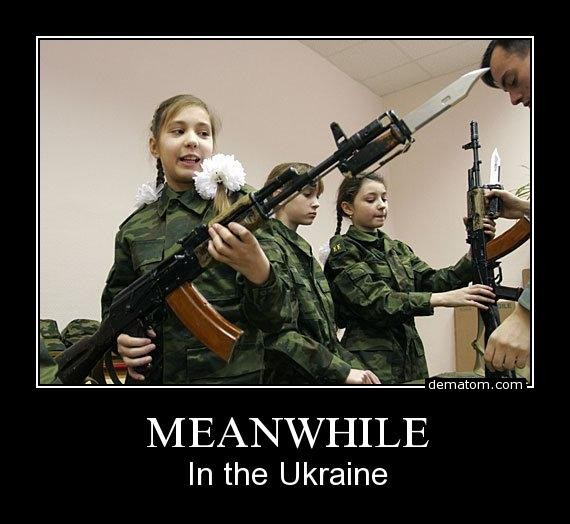 dematom.com
MEANWHILE
In the Ukraine